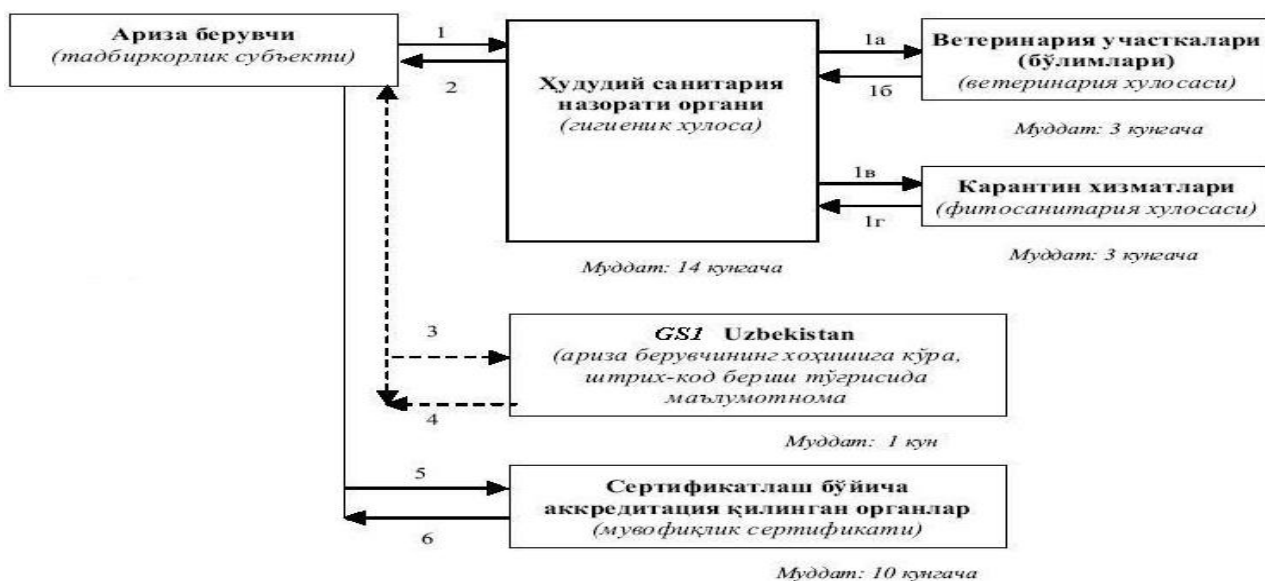 Ариза берувчи
(тадбиркорлик субъекти)
1
2
Ҳудудий санитария
назорати органи
(гигиеник хулоса)
Муддат: 14 кунгача
1а
1б
Ветеринария участкалари
(бўлимлари)
(ветеринария хулосаси)
Муддат: 3 кунгача
1в
1г
Карантин хизматлари
(фитосанитария хулосаси)
Муддат: 3 кунгача
3
4
GS1 Uzbekistan
(ариза берувчининг хоҳишига кўра,
штрих-код бериш тўғрисида
маълумотнома
Муддат: 1 кун
5
6
Сертификатлаш бўйича
аккредитация қилинган органлар
(мувофиқлик сертификати)
Муддат: 10 кунгача